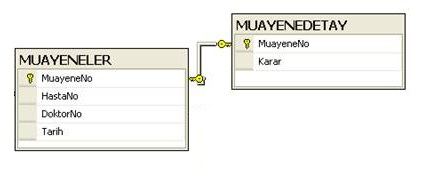 MUAYENELER
MuayeneNo
HastaNo
DoktorNo
Tarih
MUAYENEDETAY
MuayeneNo
Karar